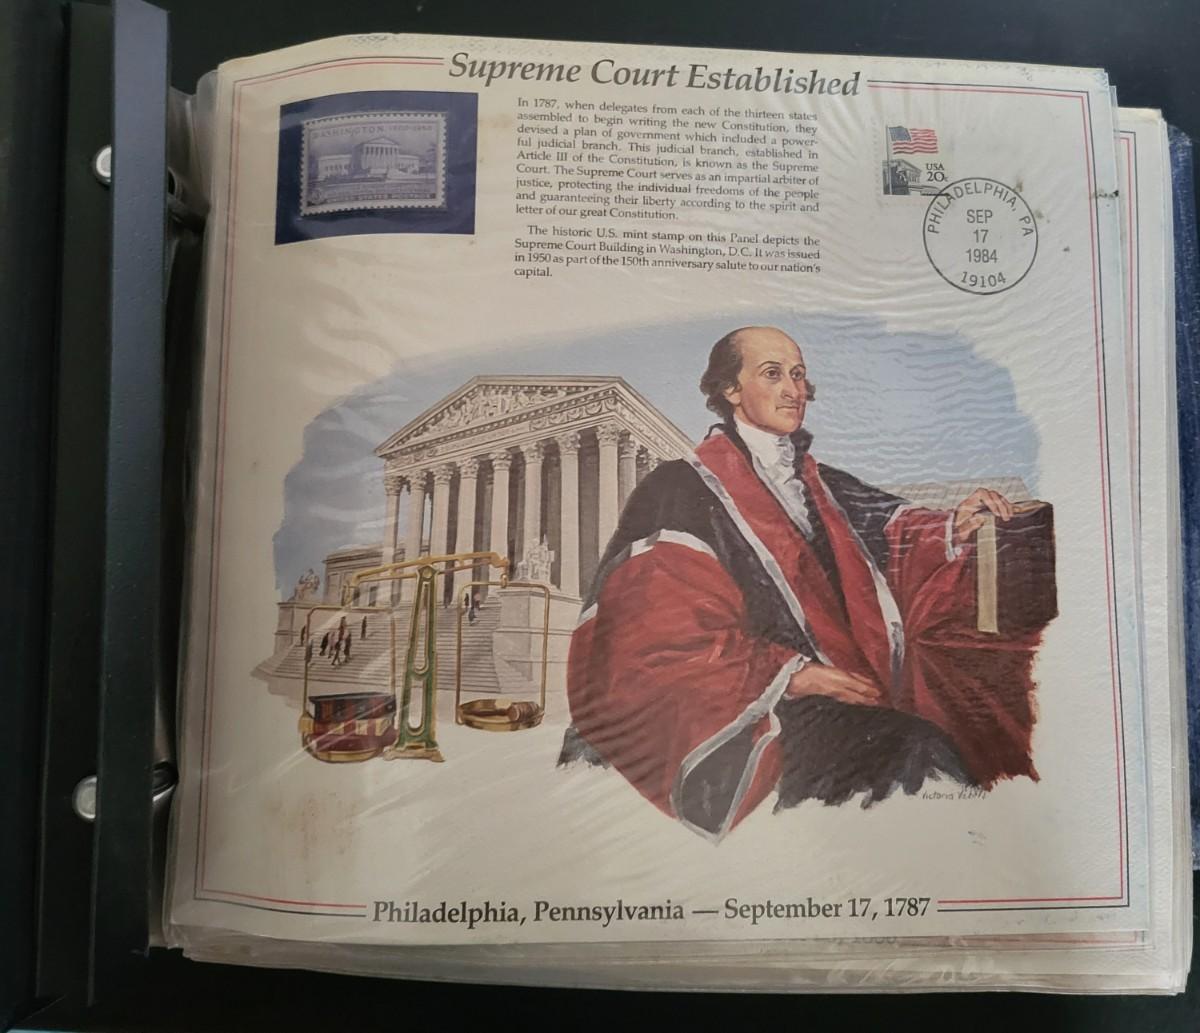 Supreme Court Established
WASHINGTON 1800-1950
UNITED STATES POSTAGE
In 1787, when delegates from each of the thirteen states
assembled to begin writing the new Constitution, they
devised a plan of government which included a power-
ful judicial branch. This judicial branch, established in
Article III of the Constitution, is known as the Supreme
Court. The Supreme Court serves as an impartial arbiter of
justice, protecting the individual freedoms of the people
and guaranteeing their liberty according to the spirit and
letter of our great Constitution.
The historic U.S. mint stamp on this Panel depicts the
Supreme Court Building in Washington, D.C. It was issued
in 1950 as part of the 150th anniversary salute to our nation's
capital.
USA
20c
PHILADELPHIA, PA
SEP
17
1984
19104
Victoria
Philadelphia, Pennsylvania — September 17, 1787